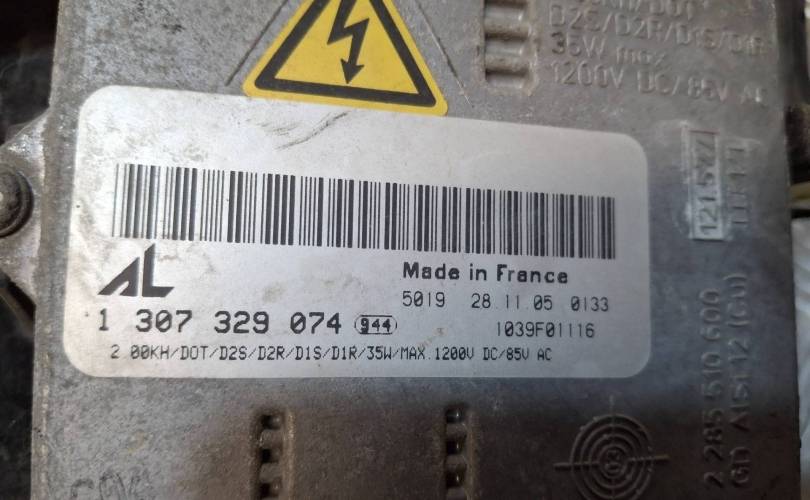 D2S/D2R/D1S/D1R
35W max
1200V DC/85V AC
AL
Made in France
5019 28.11.05 0133
1 307 329 074 944
1039F01116
2.00KH/DOT/D2S/D2R/D1S/D1R/35W/MAX.1200V DC/85V AC
2 285 510 600